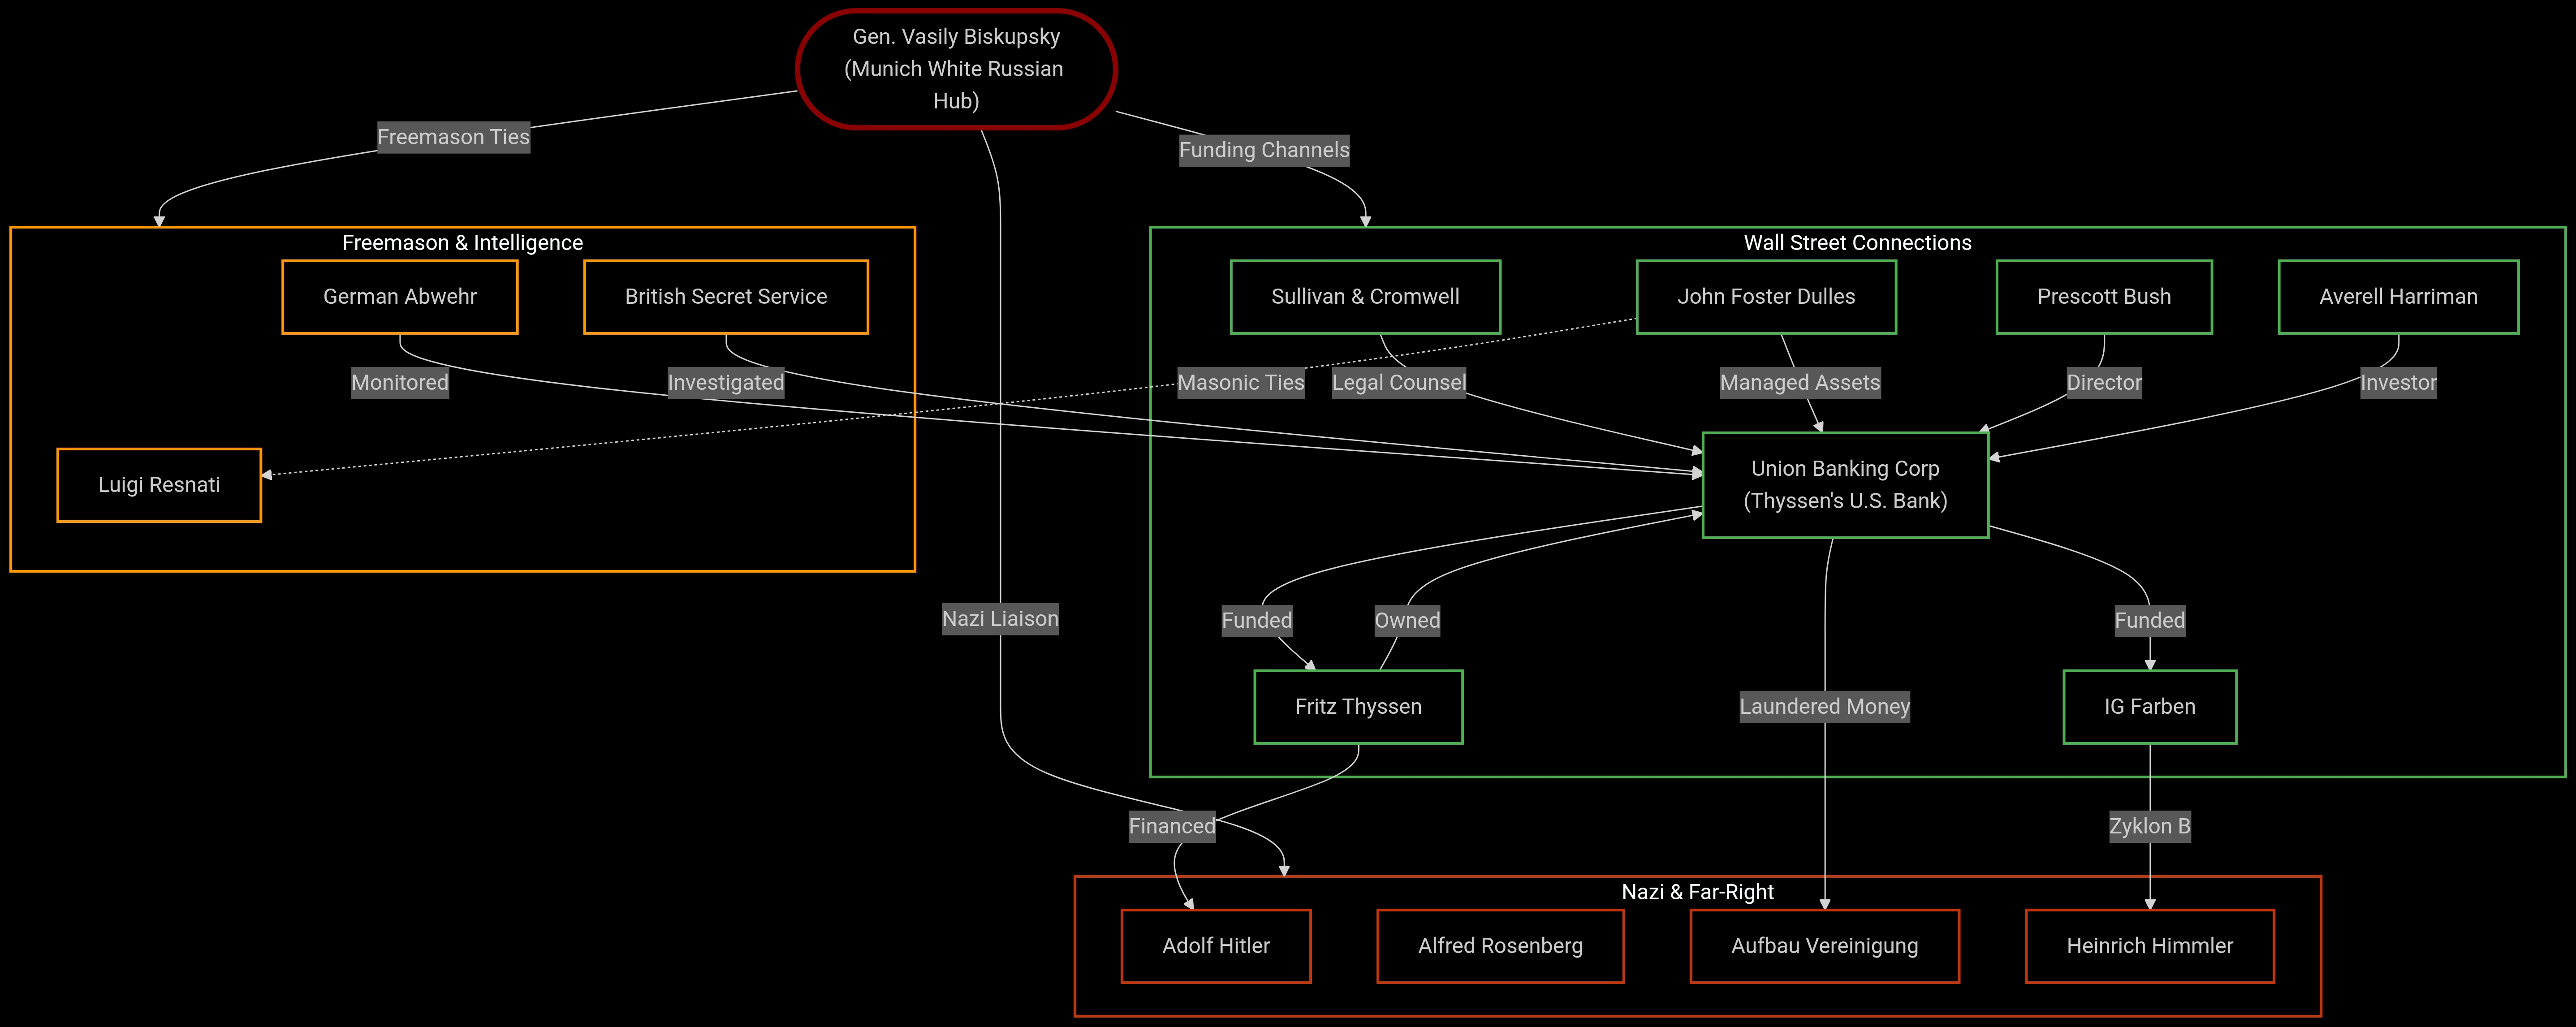 Gen. Vasily Biskupsky
(Munich White Russian
Hub)
Freemason Ties
Funding Channels
Freemason & Intelligence
Wall Street Connections
German Abwehr
British Secret Service
Sullivan & Cromwell
John Foster Dulles
Prescott Bush
Averell Harriman
Monitored
Investigated
Masonic Ties
Legal Counsel
Managed Assets
Director
Investor
Luigi Resnati
Union Banking Corp
(Thyssen's U.S. Bank)
Nazi Liaison
Funded
Owned
Funded
Fritz Thyssen
Laundered Money
IG Farben
Financed
Zyklon B
Nazi & Far-Right
Adolf Hitler
Alfred Rosenberg
Aufbau Vereinigung
Heinrich Himmler